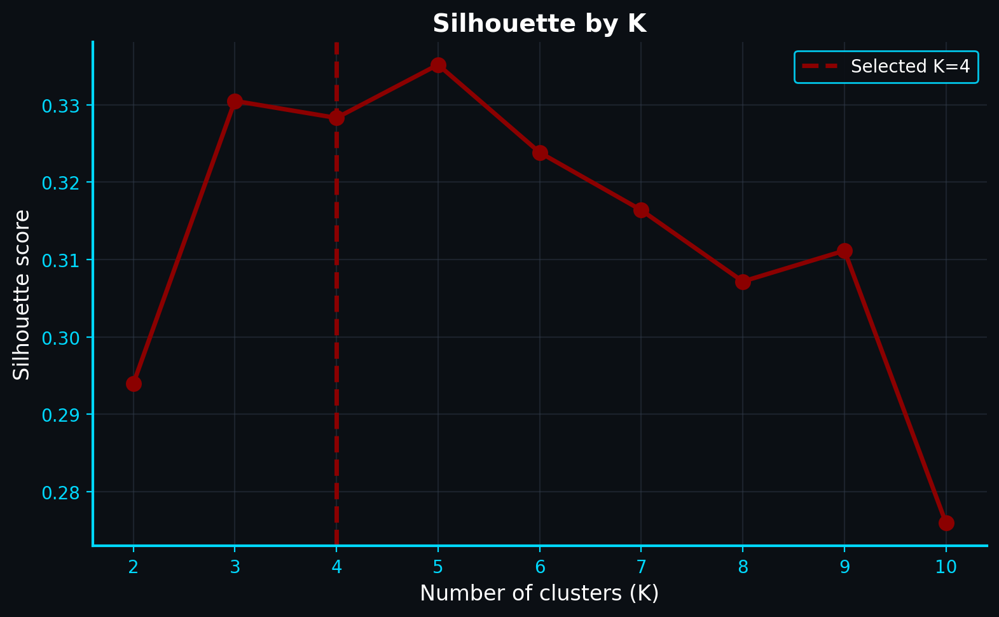 Silhouette by K
Selected K=4
Silhouette score
0.33
0.32
0.31
0.30
0.29
0.28
2 3 4 5 6 7 8 9 10
Number of clusters (K)